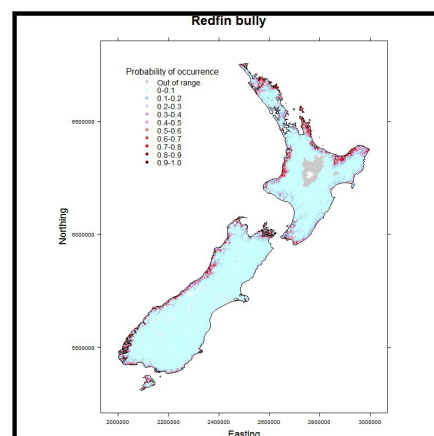 Redfin bully
Probability of occurrence
Out of range
0-0.1
0.1-0.2
0.2-0.3
0.3-0.4
0.4-0.5
0.5-0.6
0.6-0.7
0.7-0.8
0.8-0.9
0.9-1.0
Northing
6500000
6000000
5500000
2000000 2200000 2400000 2600000 2800000 3000000
Easting